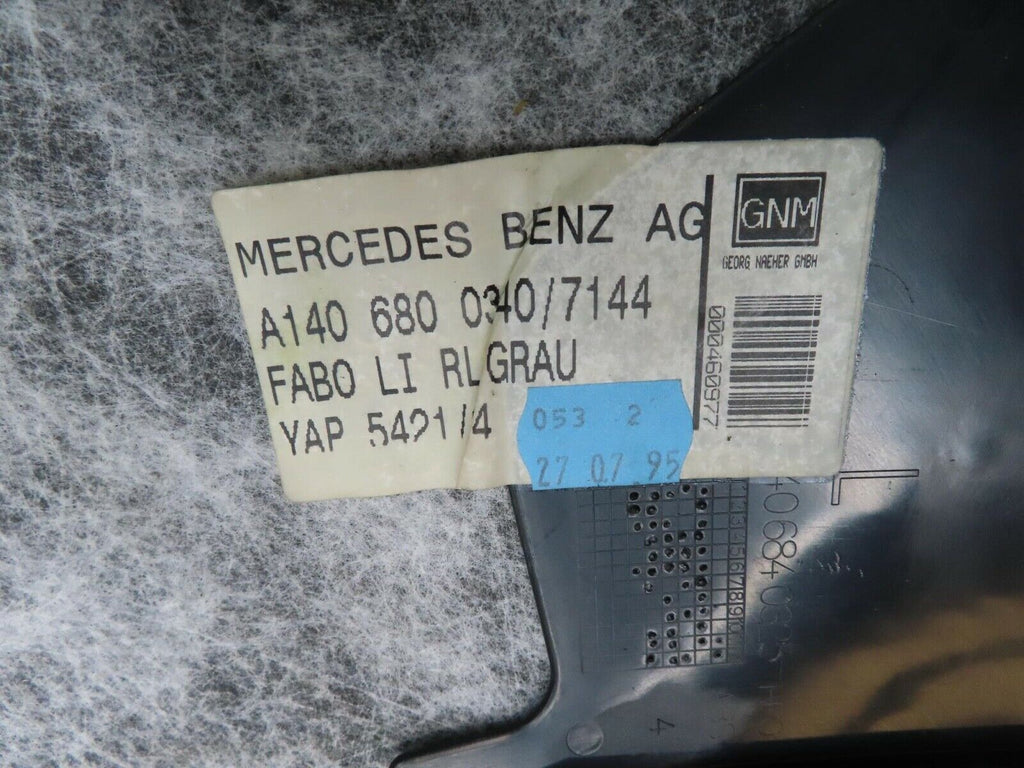 MERCEDES BENZ AG
A140 680 0340/7144
FABO LI RLGRAU
YAP 5421/4
GNM
GEORG NAEHER GMBH
000460977
053 2
27 07 95
L
4